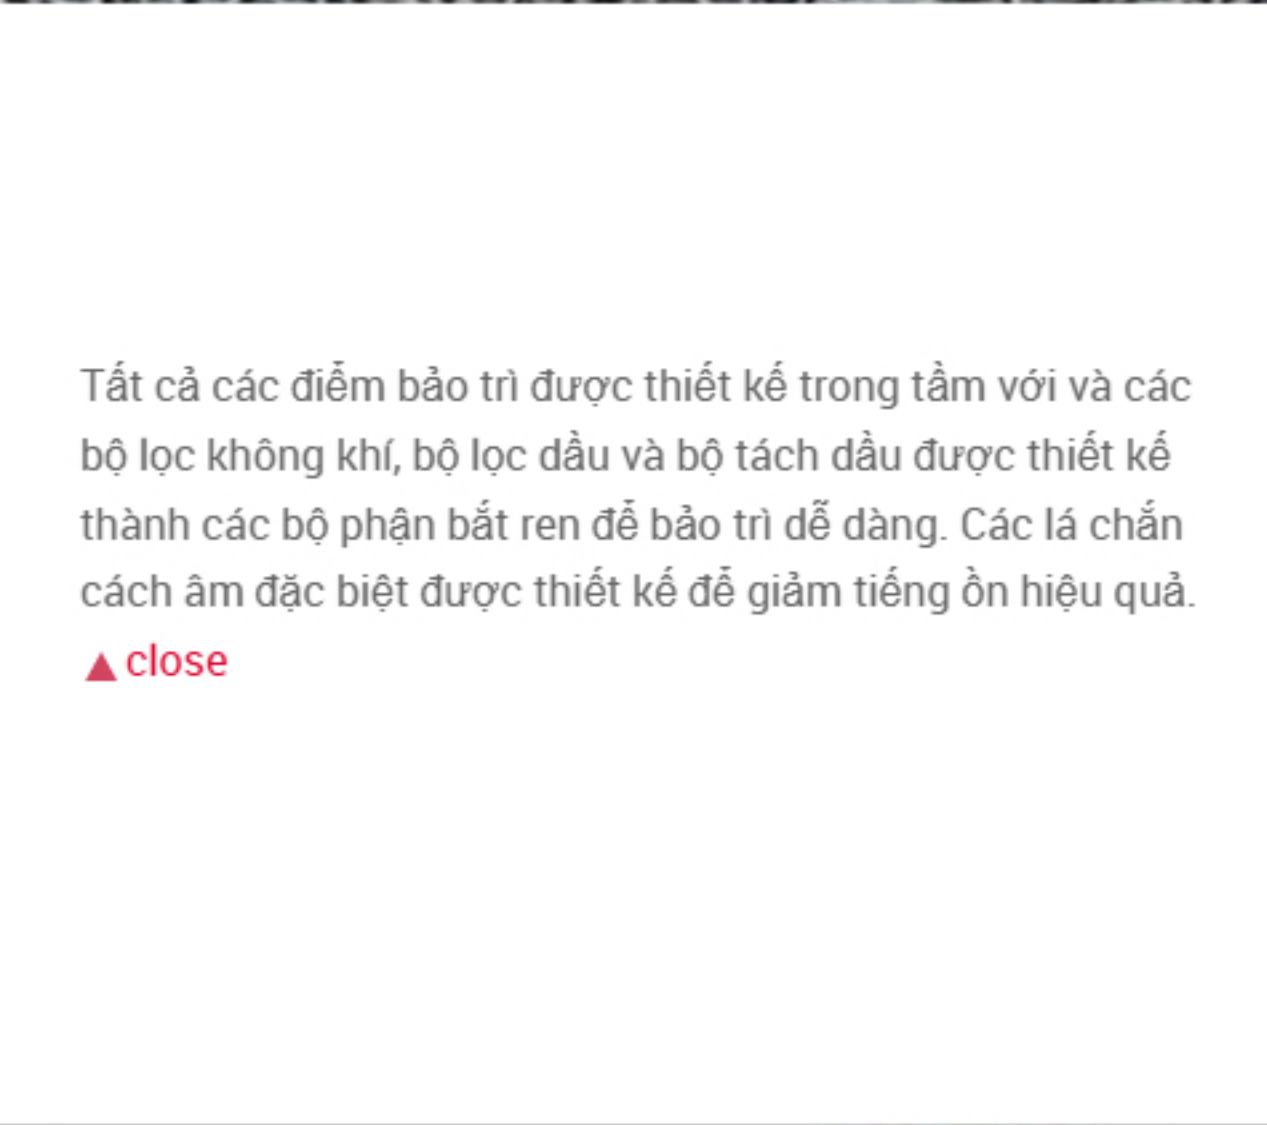 Tất cả các điểm bảo trì được thiết kế trong tầm với và các
bộ lọc không khí, bộ lọc dầu và bộ tách dầu được thiết kế
thành các bộ phận bắt ren để bảo trì dễ dàng. Các lá chắn
cách âm đặc biệt được thiết kế để giảm tiếng ồn hiệu quả.
▲ close